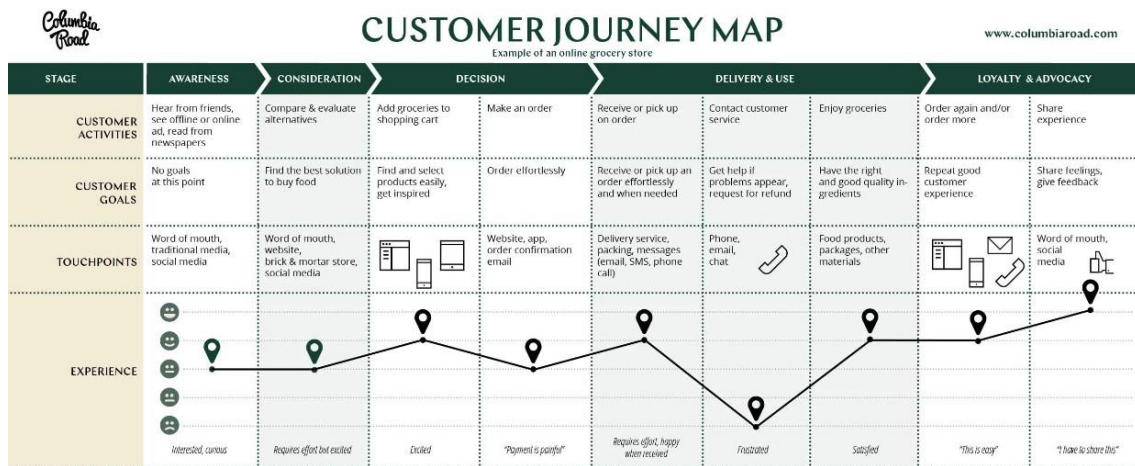 Columbia
Road
CUSTOMER JOURNEY MAP
Example of an online grocery store
www.columbiaroad.com
STAGE
AWARENESS
CONSIDERATION
DECISION
DELIVERY & USE
LOYALTY & ADVOCACY
CUSTOMER
ACTIVITIES
Hear from friends,
see offline or online
ad, read from
newspapers
Compare & evaluate
alternatives
Add groceries to
shopping cart
Make an order
Receive or pick up
on order
Contact customer
service
Enjoy groceries
Order again and/or
order more
Share
experience
CUSTOMER
GOALS
No goals
at this point
Find the best solution
to buy food
Find and select
products easily,
get inspired
Order effortlessly
Receive or pick up an
order effortlessly
and when needed
Get help if
problems appear,
request for refund
Have the right
and good quality in-
gredients
Repeat good
customer
experience
Share feelings,
give feedback
TOUCHPOINTS
Word of mouth,
traditional media,
social media
Word of mouth,
website,
brick & mortar store,
social media
Website, app,
order confirmation
email
Delivery service,
packing, messages
(email, SMS, phone
call)
Phone,
email,
chat
Food products,
packages, other
materials
Word of mouth,
social
media
EXPERIENCE
Interested, curious
Requires effort but excited
Excited
"Payment is painful"
Requires effort, happy
when received
Frustrated
Satisfied
"This is easy"
"I have to share this"